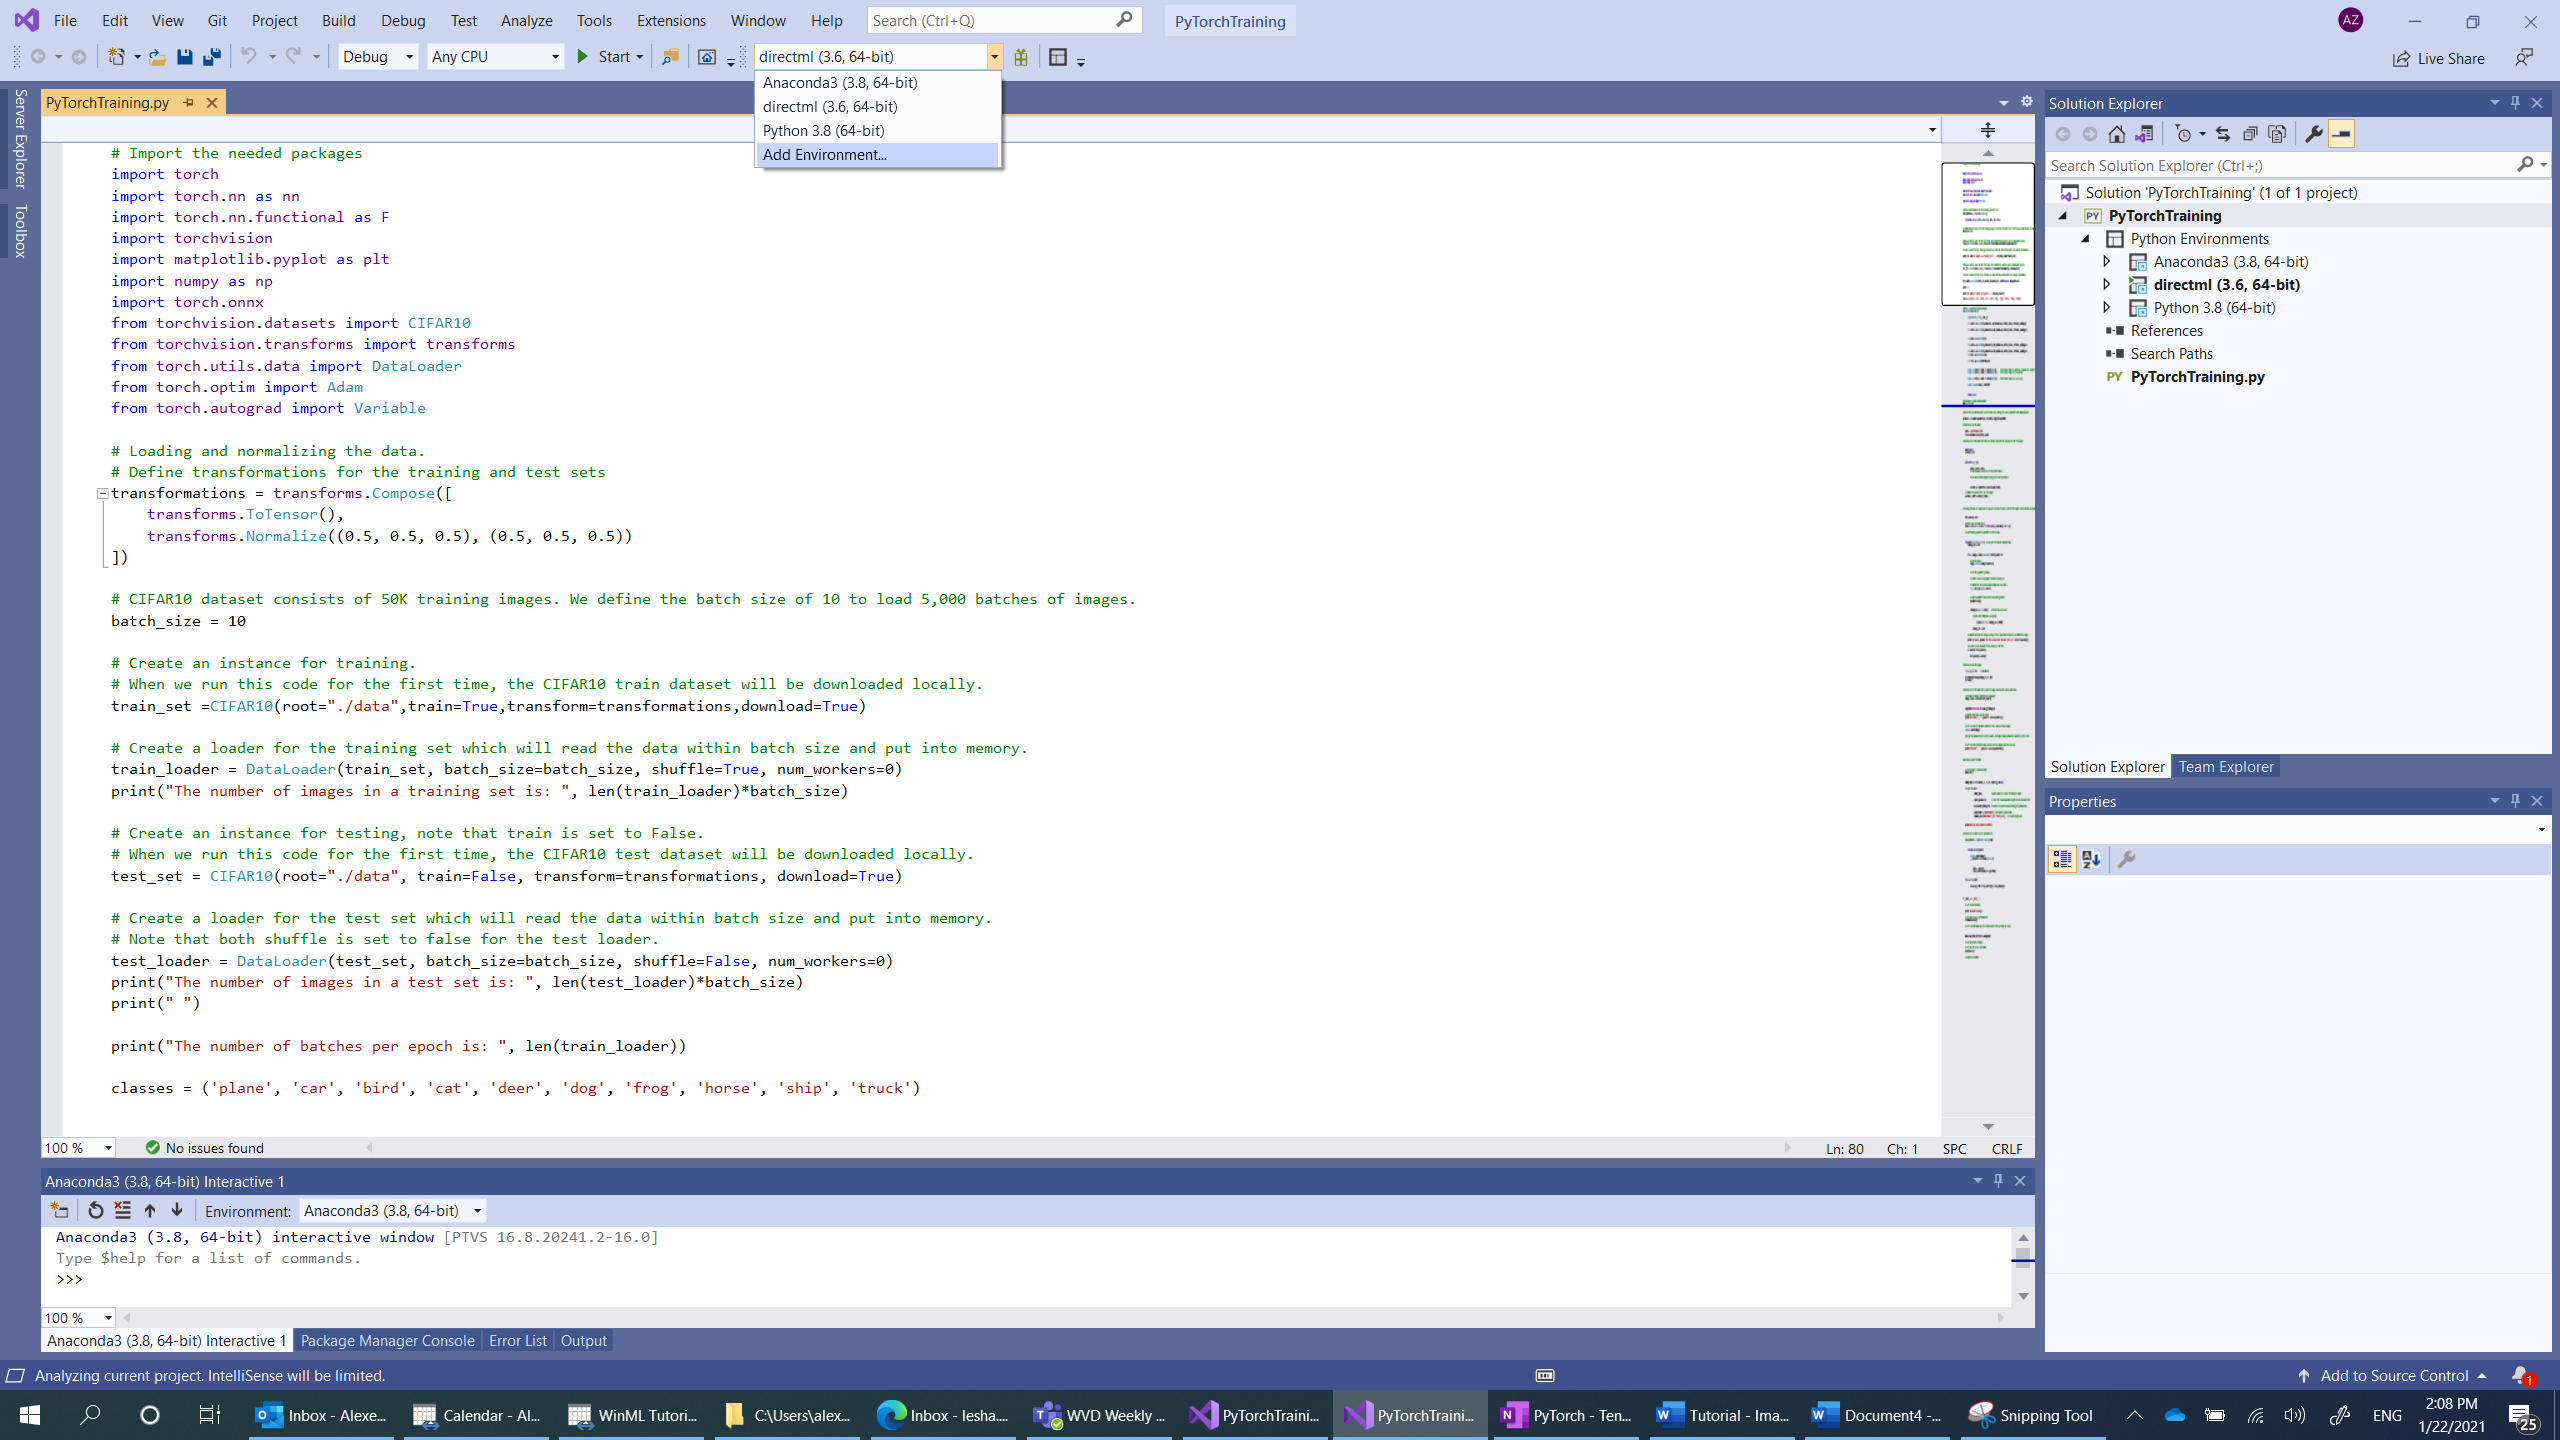 File Edit View Git Project Build Debug Test Analyze Tools Extensions Window Help Search (Ctrl+Q) PyTorchTraining AZ
Debug Any CPU Start directml (3.6, 64-bit) Live Share
Anaconda3 (3.8, 64-bit)
directml (3.6, 64-bit)
Python 3.8 (64-bit)
Add Environment...
Server Explorer
Toolbox
PyTorchTraining.py
# Import the needed packages
import torch
import torch.nn as nn
import torch.nn.functional as F
import torchvision
import matplotlib.pyplot as plt
import numpy as np
import torch.onnx
from torchvision.datasets import CIFAR10
from torchvision.transforms import transforms
from torch.utils.data import DataLoader
from torch.optim import Adam
from torch.autograd import Variable
# Loading and normalizing the data.
# Define transformations for the training and test sets
transformations = transforms.Compose([
transforms.ToTensor(),
transforms.Normalize((0.5, 0.5, 0.5), (0.5, 0.5, 0.5))
])
# CIFAR10 dataset consists of 50K training images. We define the batch size of 10 to load 5,000 batches of images.
batch_size = 10
# Create an instance for training.
# When we run this code for the first time, the CIFAR10 train dataset will be downloaded locally.
train_set =CIFAR10(root="./data",train=True,transform=transformations,download=True)
# Create a loader for the training set which will read the data within batch size and put into memory.
train_loader = DataLoader(train_set, batch_size=batch_size, shuffle=True, num_workers=0)
print("The number of images in a training set is: ", len(train_loader)*batch_size)
# Create an instance for testing, note that train is set to False.
# When we run this code for the first time, the CIFAR10 test dataset will be downloaded locally.
test_set = CIFAR10(root="./data", train=False, transform=transformations, download=True)
# Create a loader for the test set which will read the data within batch size and put into memory.
# Note that both shuffle is set to false for the test loader.
test_loader = DataLoader(test_set, batch_size=batch_size, shuffle=False, num_workers=0)
print("The number of images in a test set is: ", len(test_loader)*batch_size)
print(" ")
print("The number of batches per epoch is: ", len(train_loader))
classes = ('plane', 'car', 'bird', 'cat', 'deer', 'dog', 'frog', 'horse', 'ship', 'truck')
100 % No issues found Ln: 80 Ch: 1 SPC CRLF
Anaconda3 (3.8, 64-bit) Interactive 1
Environment: Anaconda3 (3.8, 64-bit)
Anaconda3 (3.8, 64-bit) interactive window [PTVS 16.8.20241.2-16.0]
Type $help for a list of commands.
>>>
100 %
Anaconda3 (3.8, 64-bit) Interactive 1 Package Manager Console Error List Output
Solution Explorer
Search Solution Explorer (Ctrl+;)
Solution 'PyTorchTraining' (1 of 1 project)
PY PyTorchTraining
Python Environments
Anaconda3 (3.8, 64-bit)
directml (3.6, 64-bit)
Python 3.8 (64-bit)
References
Search Paths
PY PyTorchTraining.py
Solution Explorer Team Explorer
Properties
Analyzing current project. IntelliSense will be limited. Add to Source Control 1
Inbox - Alexe... Calendar - Al... WinML Tutori... C:\Users\alex... Inbox - lesha... WVD Weekly ... PyTorchTraini... PyTorchTraini... PyTorch - Ten... Tutorial - Ima... Document4 -... Snipping Tool ENG 2:08 PM
1/22/2021 25